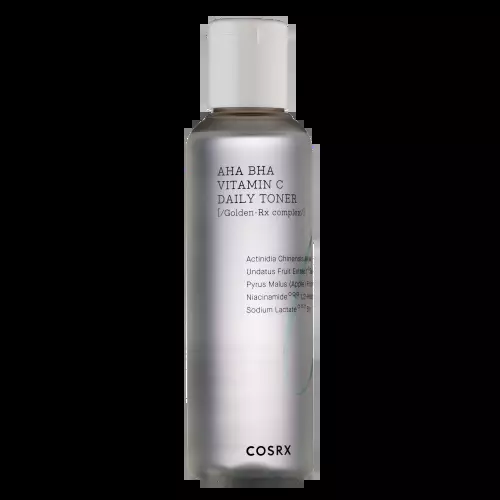 AHA BHA
VITAMIN C
DAILY TONER
[/Golden-Rx complex/]
Actinidia Chinensis
Undatus Fruit Extract
Pyrus Malus (Apple)
Niacinamide
Sodium Lactate
COSRX